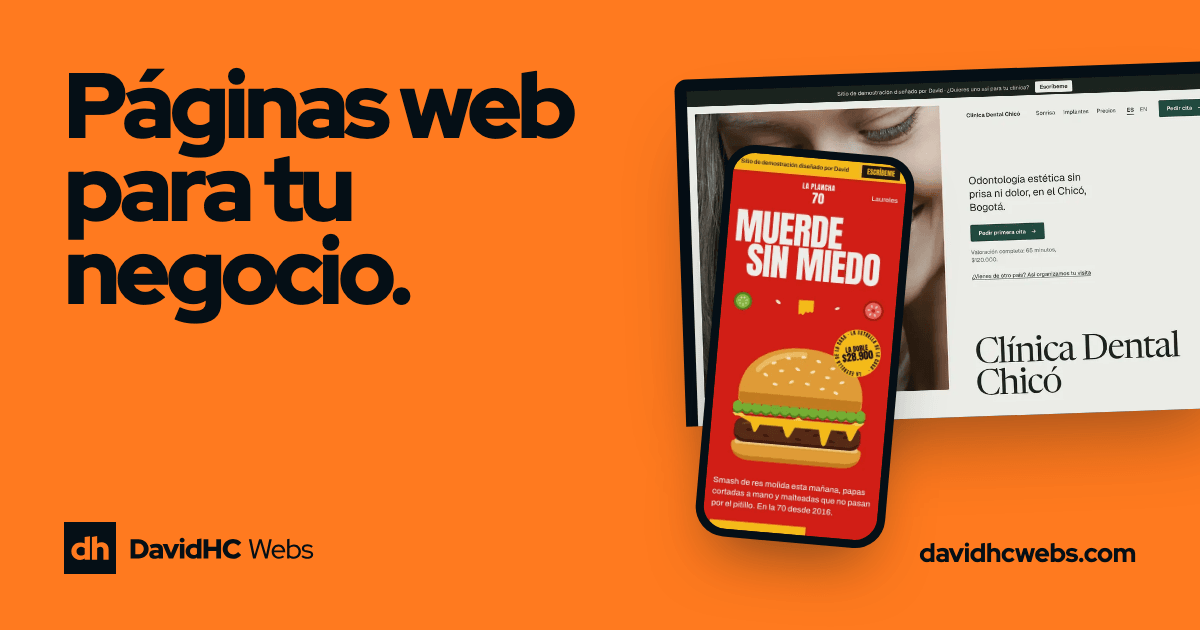 Páginas web
para tu
negocio.
Sitio de demostración diseñado por David · ¿Quieres uno así para tu clínica?
Escríbeme
Clínica Dental Chicó
Sonrisa
Implantes
Precios
ES
EN
Pedir cita →
Odontología estética sin
prisa ni dolor, en el Chicó,
Bogotá.
Pedir primera cita →
Valoración completa: 65 minutos,
$120.000.
¿Vienes de otro país? Así organizamos tu visita
Clínica Dental
Chicó
Sitio de demostración diseñado por David
ESCRÍBEME
LA PLANCHA
70
Laureles
MUERDE
SIN MIEDO
LA ESTRELLA DE LA CASA
LA DOBLE
$28.900
Smash de res molida esta mañana, papas
cortadas a mano y malteadas que no pasan
por el pitillo. En la 70 desde 2016.
dh
DavidHC Webs
davidhcwebs.com